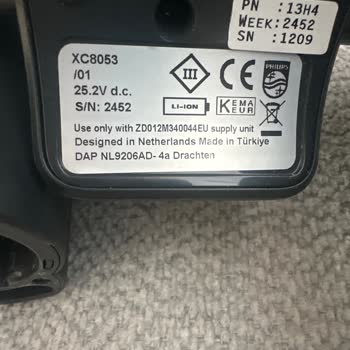 PN :13H4
WEEK:2452
SN :1209
XC8053
/01
25.2V d.c.
S/N: 2452
III
CE
PHILIPS
LI-ION
KEMA
EUR
Use only with ZD012M340044EU supply unit
Designed in Netherlands Made in Türkiye
DAP NL9206AD- 4a Drachten